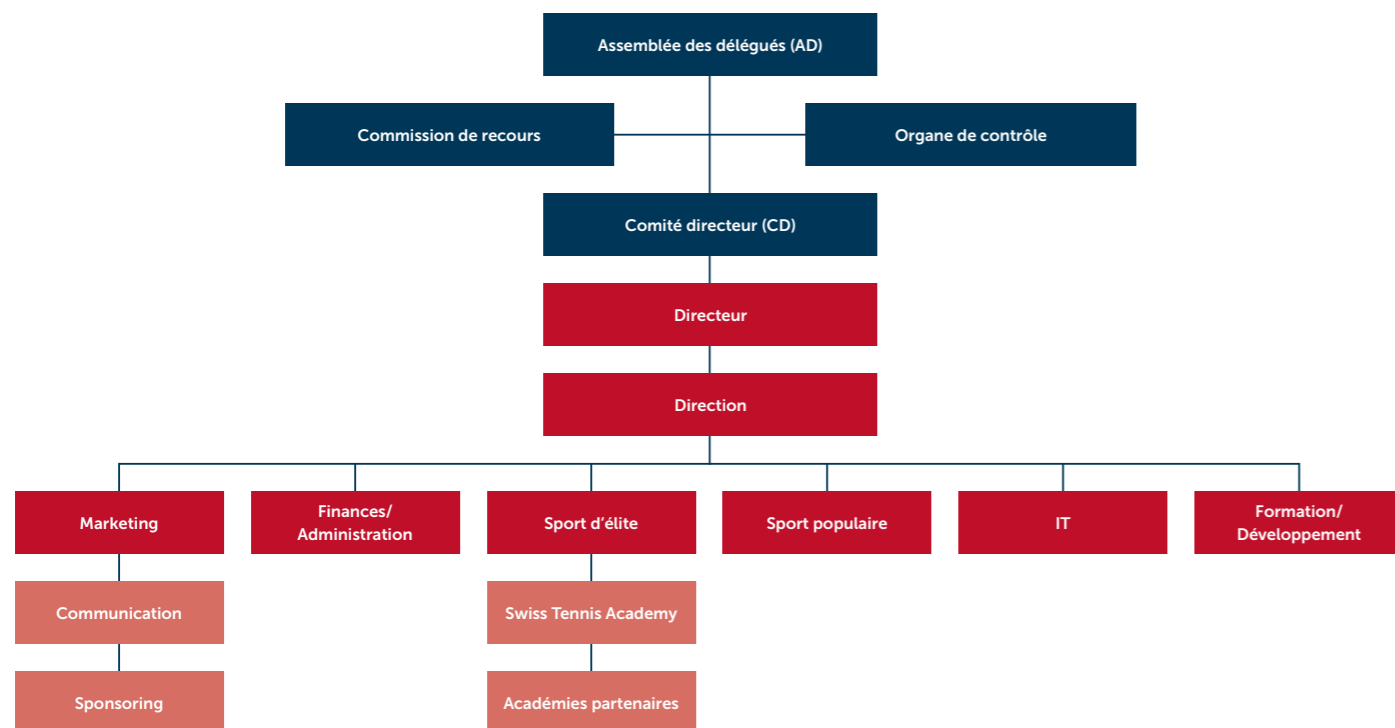 Assemblée des délégués (AD)
Commission de recours
Organe de contrôle
Comité directeur (CD)
Directeur
Direction
Marketing
Finances/
Administration
Sport d’élite
Sport populaire
IT
Formation/
Développement
Communication
Swiss Tennis Academy
Sponsoring
Académies partenaires